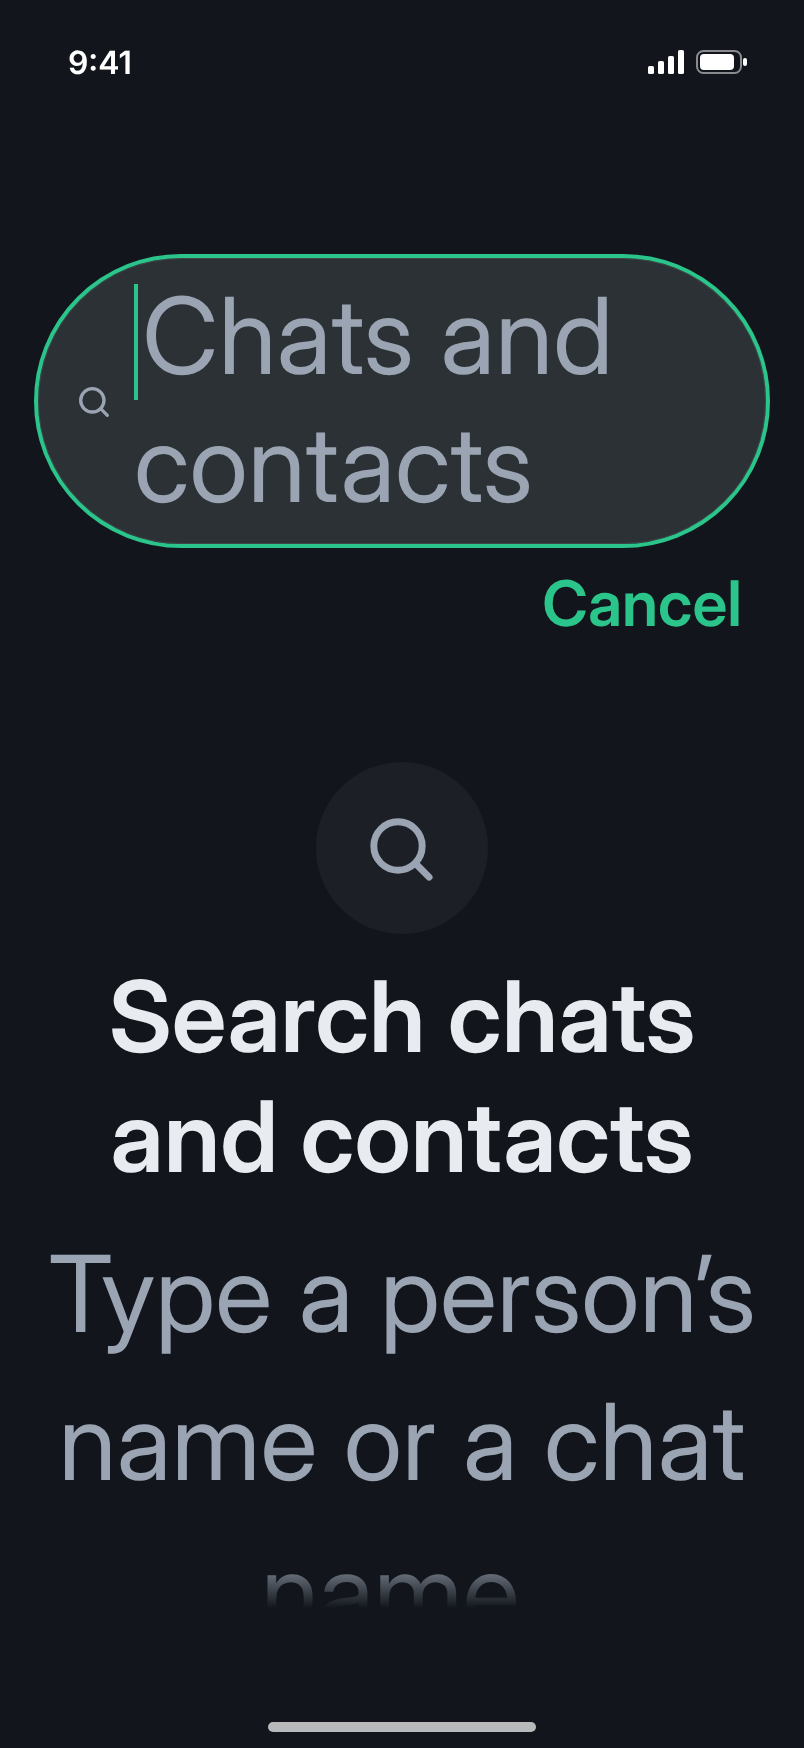 9:41
Chats and
contacts
Cancel
Search chats
and contacts
Type a person’s
name or a chat
name